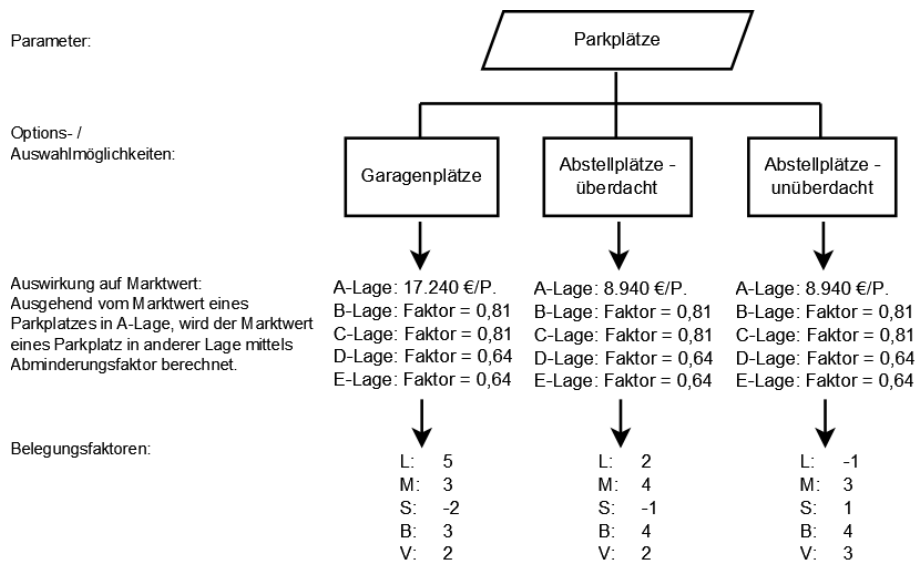 Parameter:
Parkplätze
Options- /
Auswahlmöglichkeiten:
Garagenplätze
Abstellplätze -
überdacht
Abstellplätze -
unüberdacht
Auswirkung auf Marktwert:
Ausgehend vom Marktwert eines
Parkplatzes in A-Lage, wird der Marktwert
eines Parkplatz in anderer Lage mittels
Abminderungsfaktor berechnet.
A-Lage: 17.240 €/P.
B-Lage: Faktor = 0,81
C-Lage: Faktor = 0,81
D-Lage: Faktor = 0,64
E-Lage: Faktor = 0,64
A-Lage: 8.940 €/P.
B-Lage: Faktor = 0,81
C-Lage: Faktor = 0,81
D-Lage: Faktor = 0,64
E-Lage: Faktor = 0,64
A-Lage: 8.940 €/P.
B-Lage: Faktor = 0,81
C-Lage: Faktor = 0,81
D-Lage: Faktor = 0,64
E-Lage: Faktor = 0,64
Belegungsfaktoren:
L: 5
M: 3
S: -2
B: 3
V: 2
L: 2
M: 4
S: -1
B: 4
V: 2
L: -1
M: 3
S: 1
B: 4
V: 3